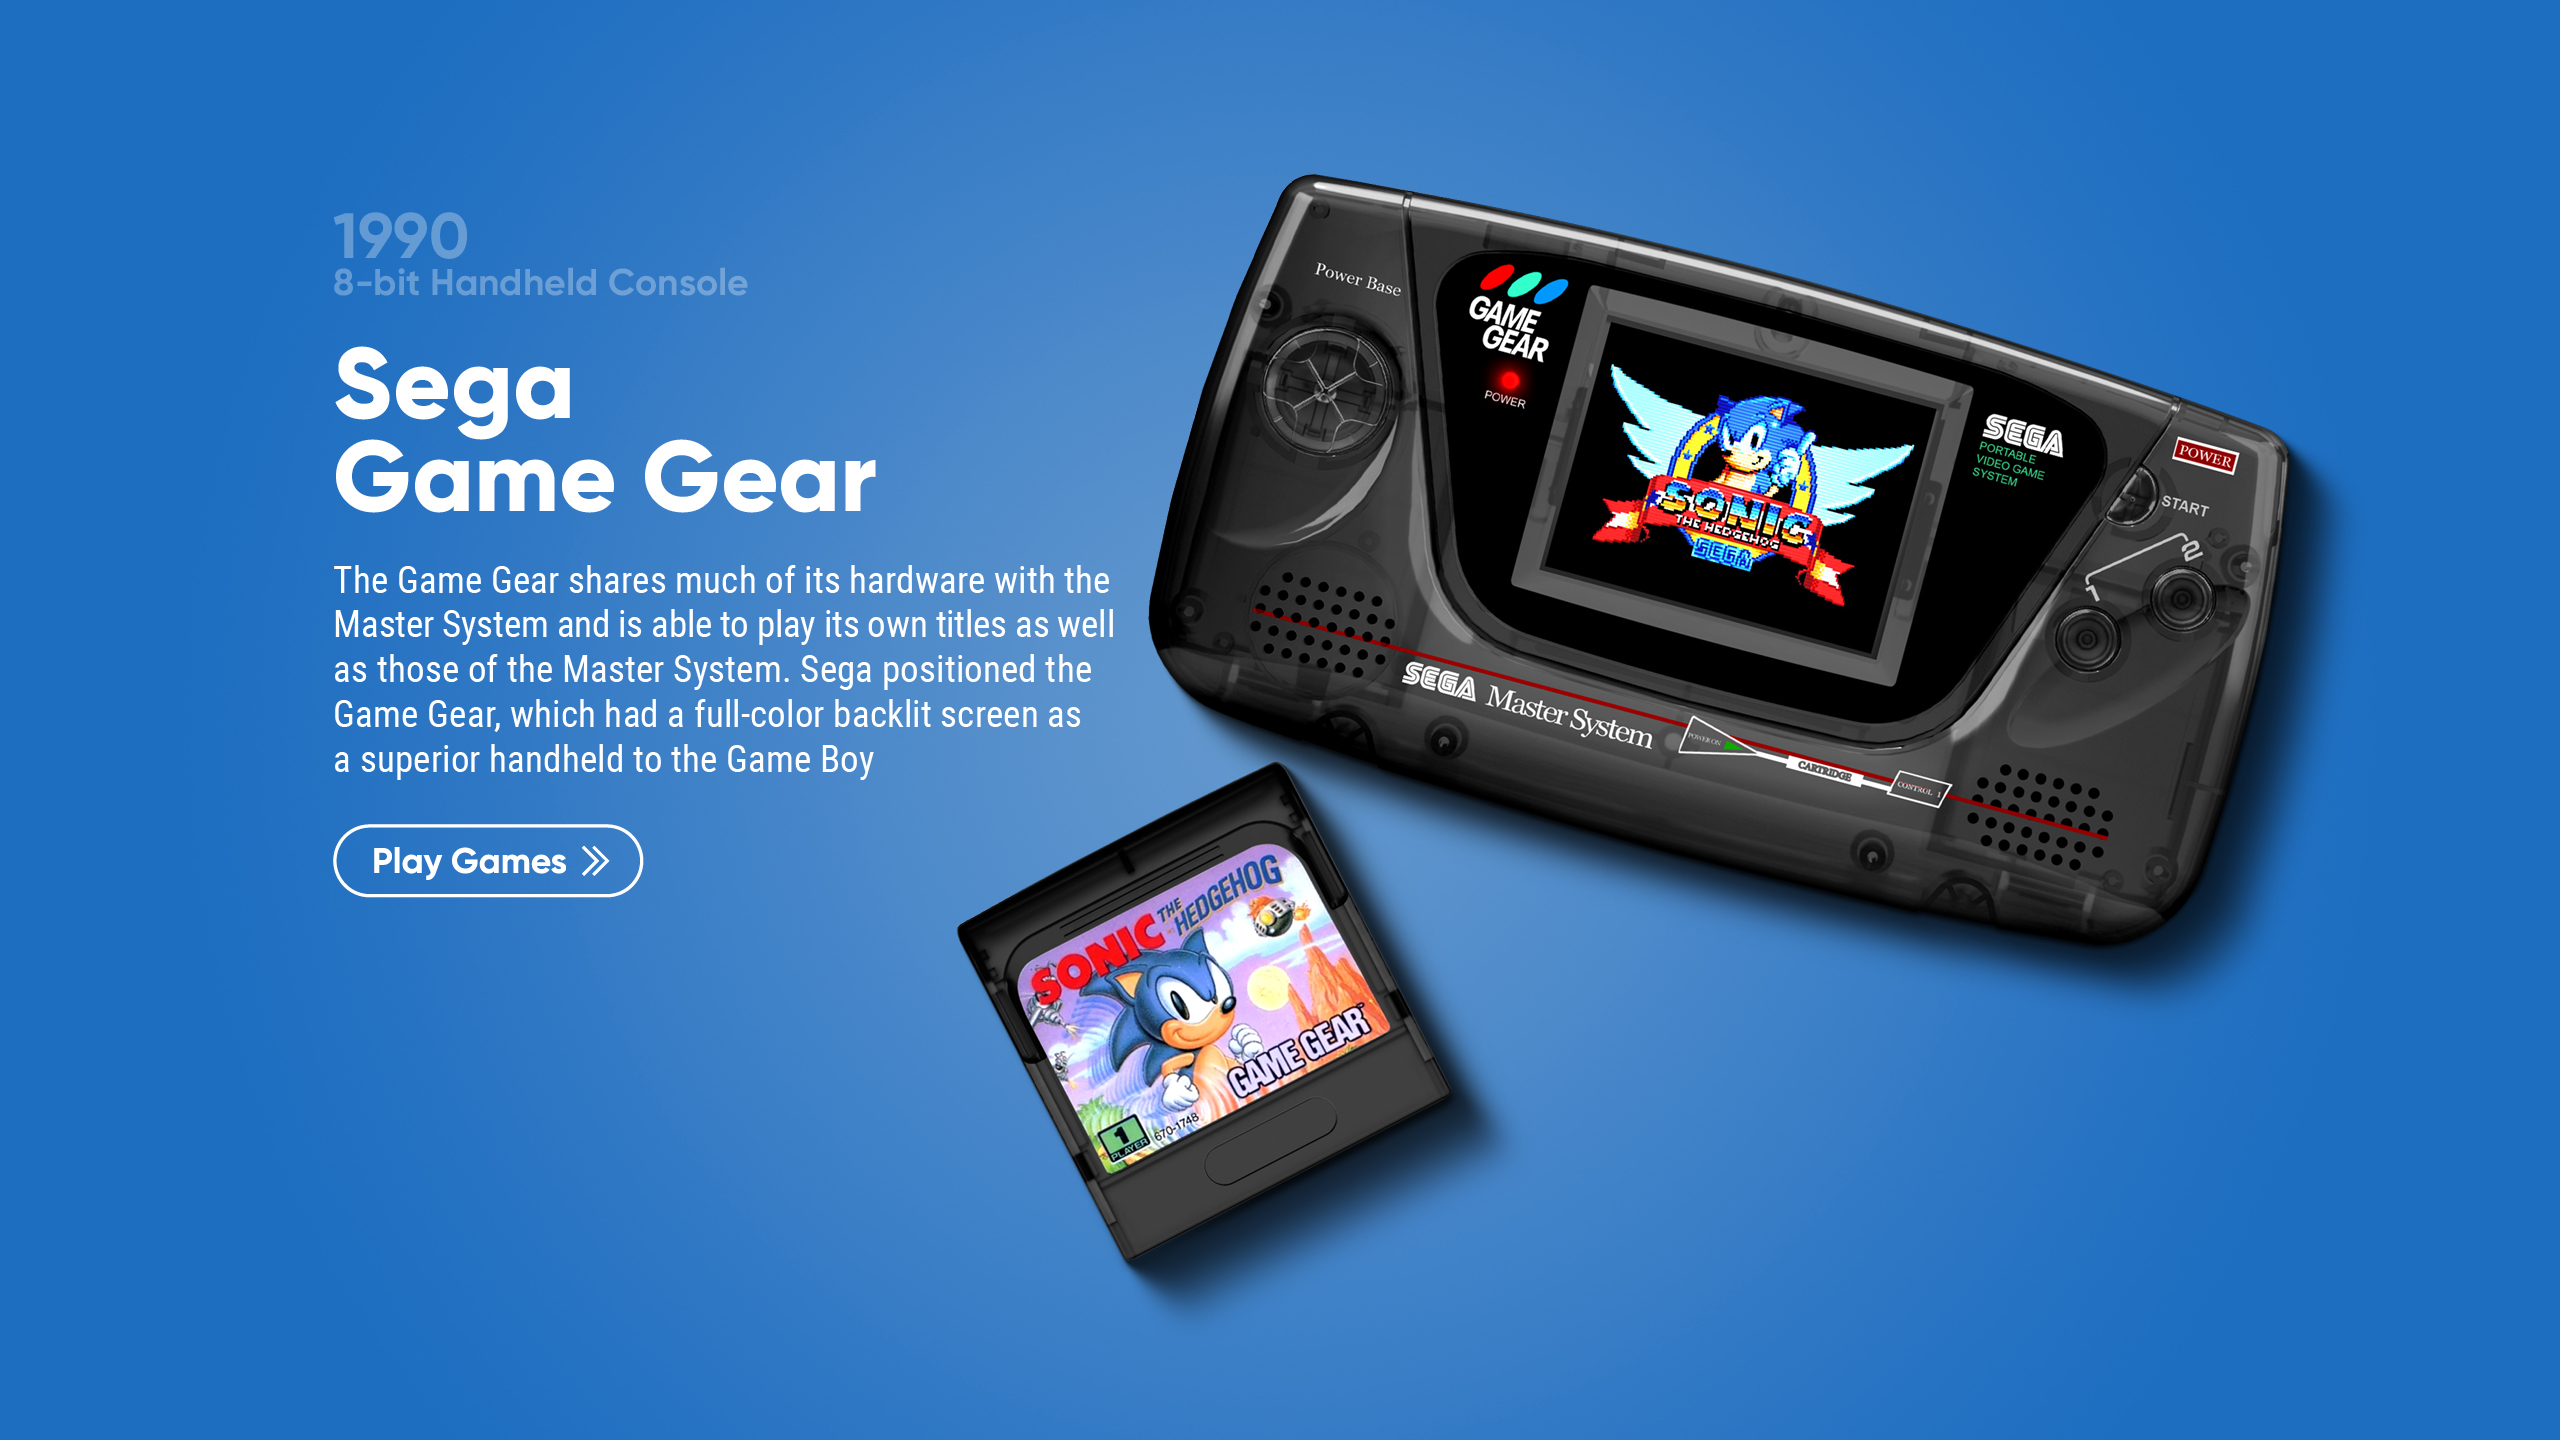 1990
8-bit Handheld Console
Sega
Game Gear
The Game Gear shares much of its hardware with the
Master System and is able to play its own titles as well
as those of the Master System. Sega positioned the
Game Gear, which had a full-color backlit screen as
a superior handheld to the Game Boy
Play Games
Power Base
GAME
GEAR
POWER
SONIC
THE HEDGEHOG
SEGA
SEGA
PORTABLE
VIDEO GAME
SYSTEM
POWER
START
2
1
SEGA Master System
POWER ON
CARTRIDGE
CONTROL 1
SONIC THE HEDGEHOG
GAME GEAR™
1
PLAYER
670-1748